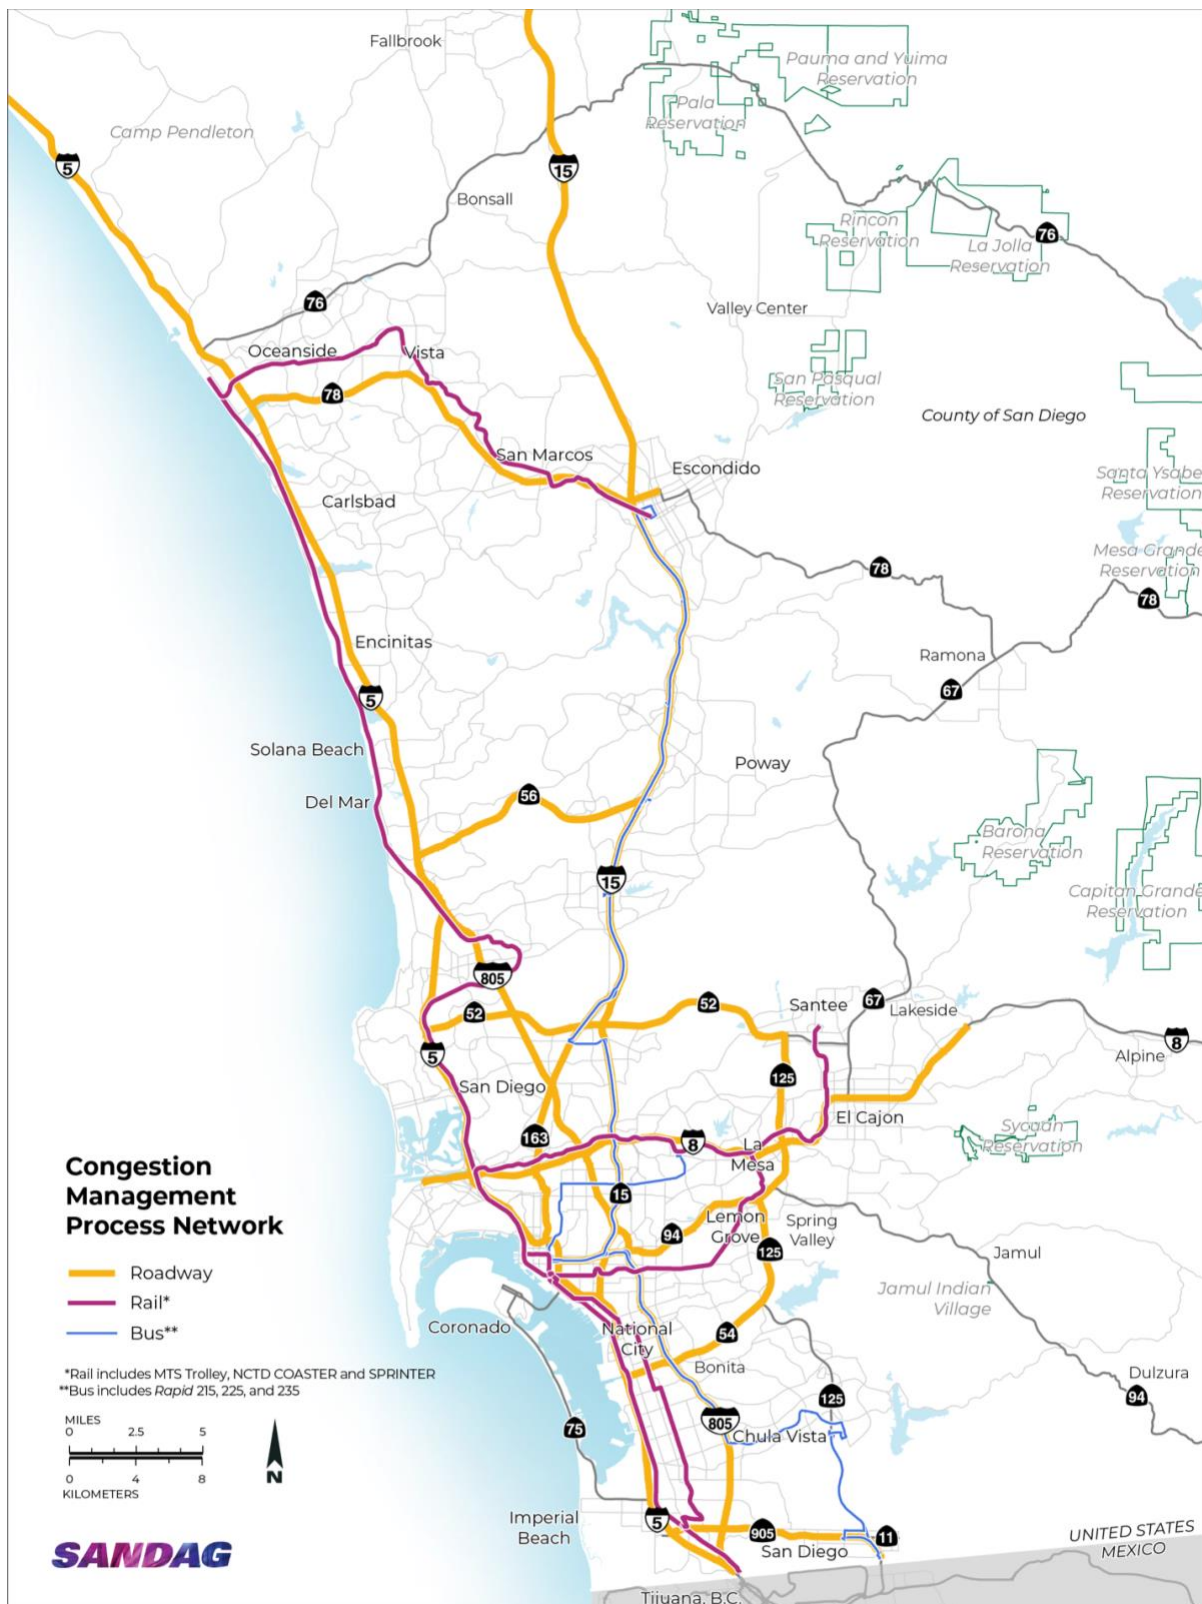 Fallbrook
Pauma and Yuima
Reservation
Pala
Reservation
Camp Pendleton
5
15
Bonsall
Rincon
Reservation
La Jolla
Reservation
76
76
Valley Center
Oceanside
Vista
78
San Pasqual
Reservation
County of San Diego
San Marcos
Escondido
Santa Ysabe
Reservation
Carlsbad
Mesa Grande
Reservation
78
78
Encinitas
Ramona
67
5
Solana Beach
Poway
Del Mar
56
Barona
Reservation
15
Capitan Grande
Reservation
805
52
52
Santee
67
Lakeside
5
8
Alpine
San Diego
125
El Cajon
163
8
La
Mesa
Sycuan
Reservation
15
94
Lemon
Grove
Spring
Valley
125
Jamul
Jamul Indian
Village
Coronado
National
City
54
Bonita
Dulzura
94
125
75
805
Chula Vista
Imperial
Beach
5
905
11
San Diego
UNITED STATES
MEXICO
Tijuana, B.C.
Congestion
Management
Process Network
Roadway
Rail*
Bus**
*Rail includes MTS Trolley, NCTD COASTER and SPRINTER
**Bus includes Rapid 215, 225, and 235
MILES
0 2.5 5
0 4 8
KILOMETERS
N
SANDAG